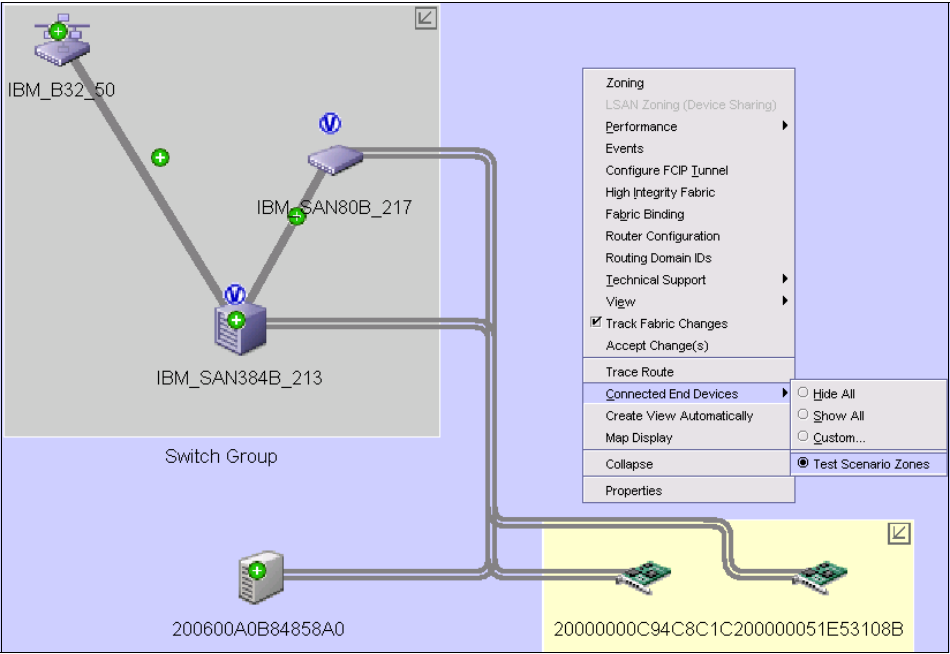 IBM_B32_50
V
IBM_SAN80B_217
V
IBM_SAN384B_213
Switch Group
Zoning
LSAN Zoning (Device Sharing)
Performance
Events
Configure FCIP Tunnel
High Integrity Fabric
Fabric Binding
Router Configuration
Routing Domain IDs
Technical Support
View
Track Fabric Changes
Accept Change(s)
Trace Route
Connected End Devices
Create View Automatically
Map Display
Collapse
Properties
Hide All
Show All
Custom...
Test Scenario Zones
200600A0B84858A0
20000000C94C8C1C200000051E53108B